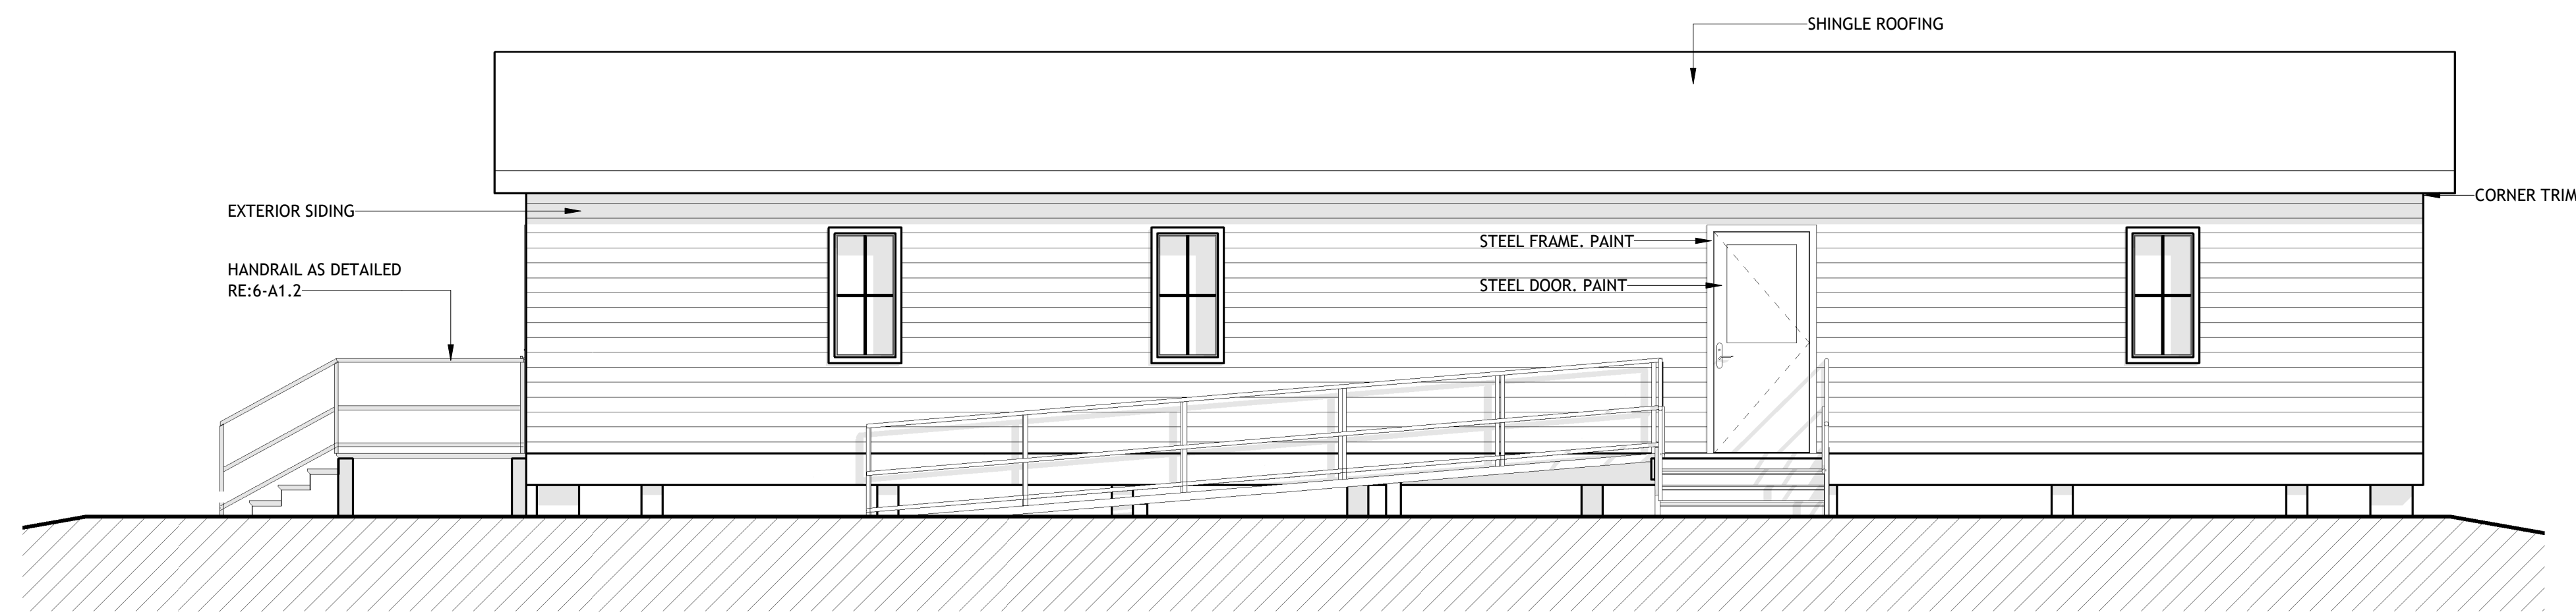 SHINGLE ROOFING
CORNER TRIM
EXTERIOR SIDING
STEEL FRAME. PAINT
HANDRAIL AS DETAILED
RE:6-A1.2
STEEL DOOR. PAINT